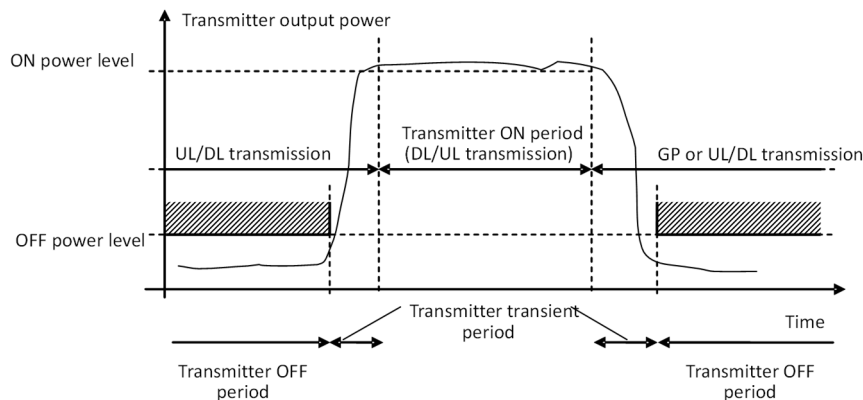 Transmitter output power
ON power level
UL/DL transmission
Transmitter ON period
(DL/UL transmission)
GP or UL/DL transmission
OFF power level
Transmitter transient
period
Time
Transmitter OFF
period
Transmitter OFF
period